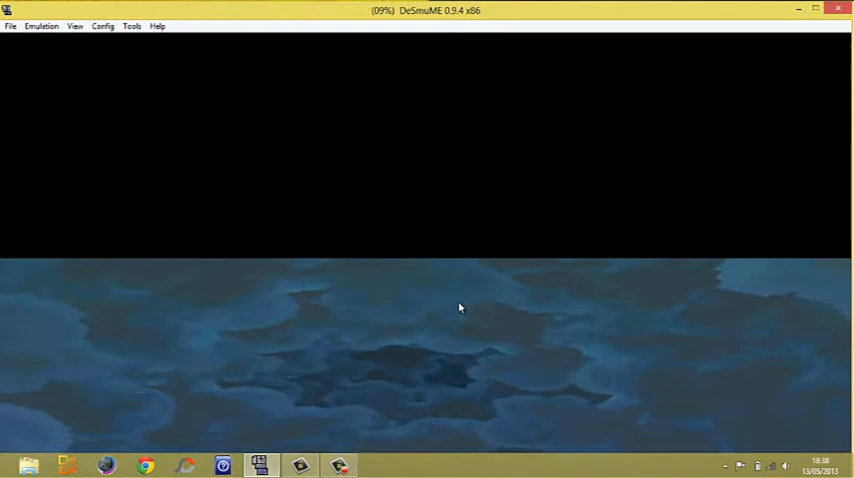 (09%) DeSmuME 0.9.4 x86
File Emulation View Config Tools Help
18:38
13/05/2013